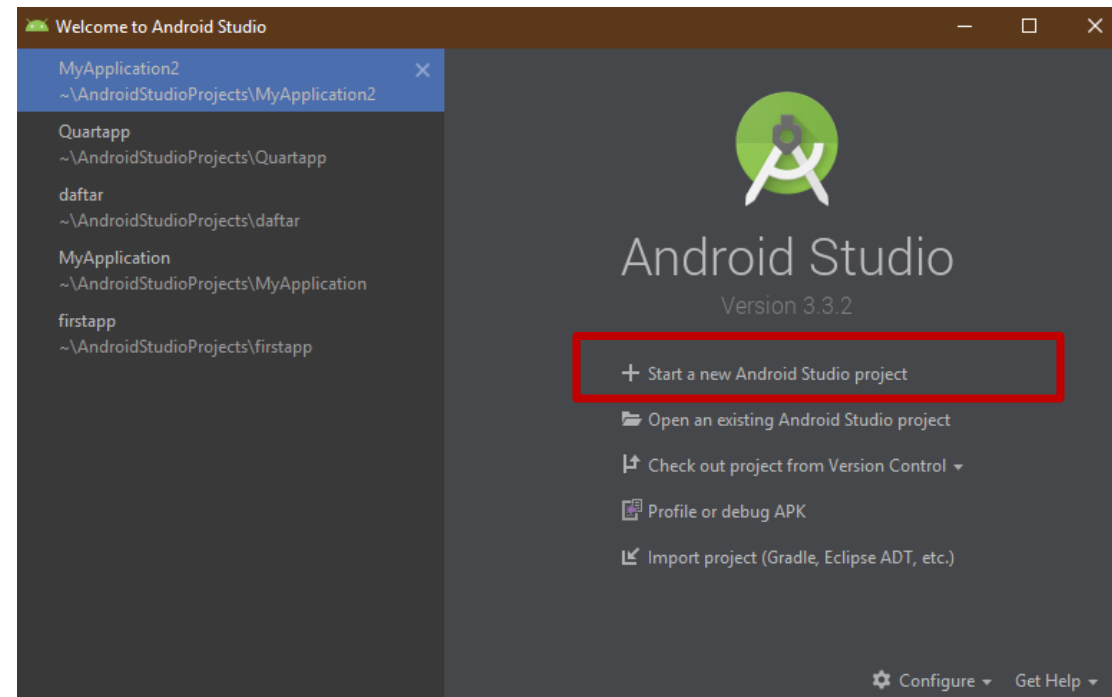 Welcome to Android Studio
MyApplication2
~\AndroidStudioProjects\MyApplication2
Quartapp
~\AndroidStudioProjects\Quartapp
daftar
~\AndroidStudioProjects\daftar
MyApplication
~\AndroidStudioProjects\MyApplication
firstapp
~\AndroidStudioProjects\firstapp
Android Studio
Version 3.3.2
Start a new Android Studio project
Open an existing Android Studio project
Check out project from Version Control
Profile or debug APK
Import project (Gradle, Eclipse ADT, etc.)
Configure Get Help